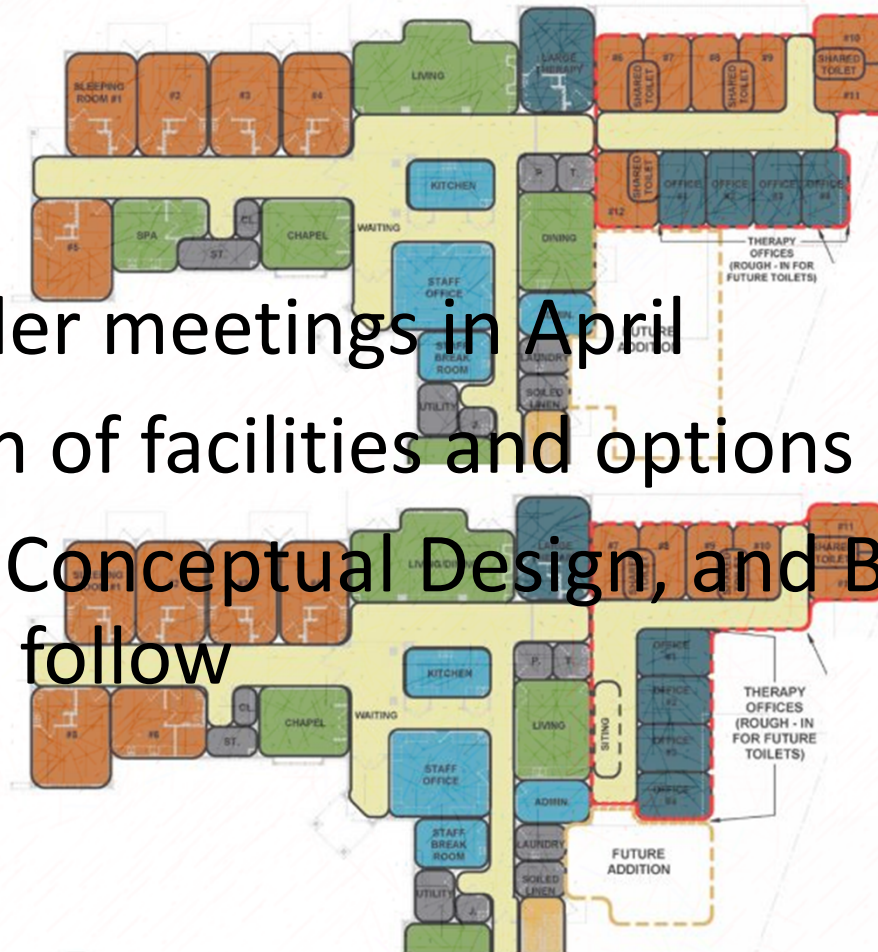 #10
LIVING
LARGE
THERAPY
#6
#7
#8
#9
SHARED
TOILET
SHARED
TOILET
SHARED
TOILET
#11
SLEEPING
ROOM #1
#2
#3
#4
KITCHEN
P.
T.
SHARED
TOILET
OFFICE
OFFICE
OFFICE
OFFICE
#12
#5
SPA
CL
ST.
CHAPEL
WAITING
DINING
THERAPY
OFFICES
(ROUGH - IN FOR
FUTURE TOILETS)
STAFF
OFFICE
der meetings in April
FUTURE
STAFF
BREAK
ROOM
LAUNDRY
SOILED
LINEN
UTILITY
J.
n of facilities and options
#11
LIVING/DINING
#7
#8
#9
#10
SHARED
TOILET
Conceptual Design, and B
follow
KITCHEN
P.
T.
OFFICE
#1
OFFICE
#2
OFFICE
#3
OFFICE
#4
#5
#6
CL
ST.
CHAPEL
WAITING
LIVING
SITING
THERAPY
OFFICES
(ROUGH - IN
FOR FUTURE
TOILETS)
STAFF
OFFICE
ADMIN.
STAFF
BREAK
ROOM
LAUNDRY
SOILED
LINEN
FUTURE
ADDITION
UTILITY
J.